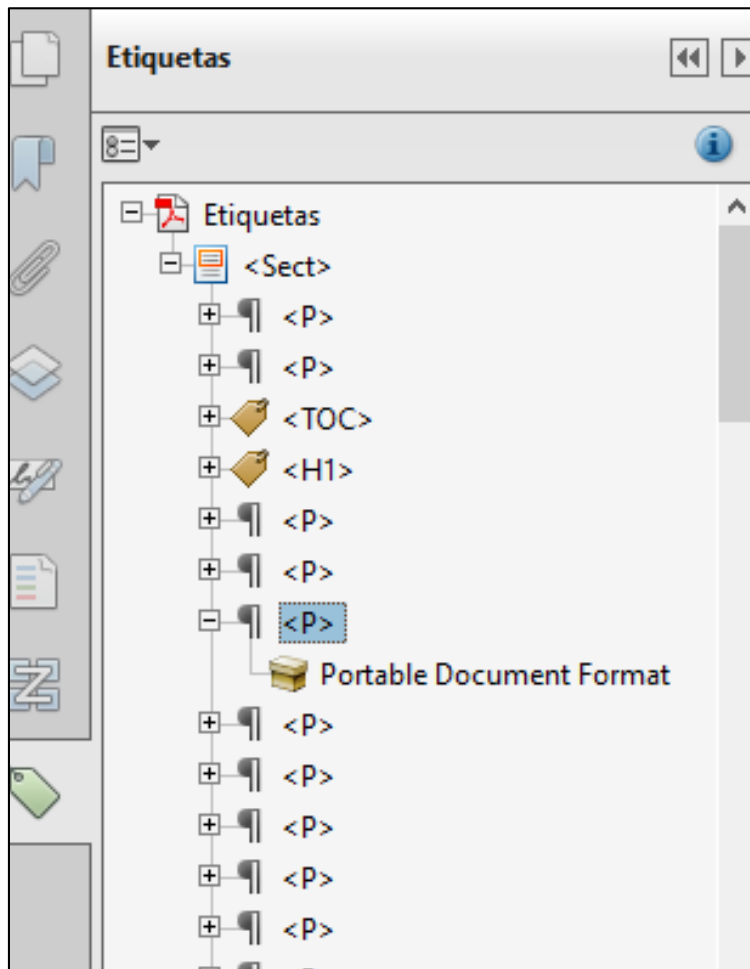 Etiquetas
Etiquetas
<Sect>
<P>
<P>
<TOC>
<H1>
<P>
<P>
<P>
Portable Document Format
<P>
<P>
<P>
<P>
<P>